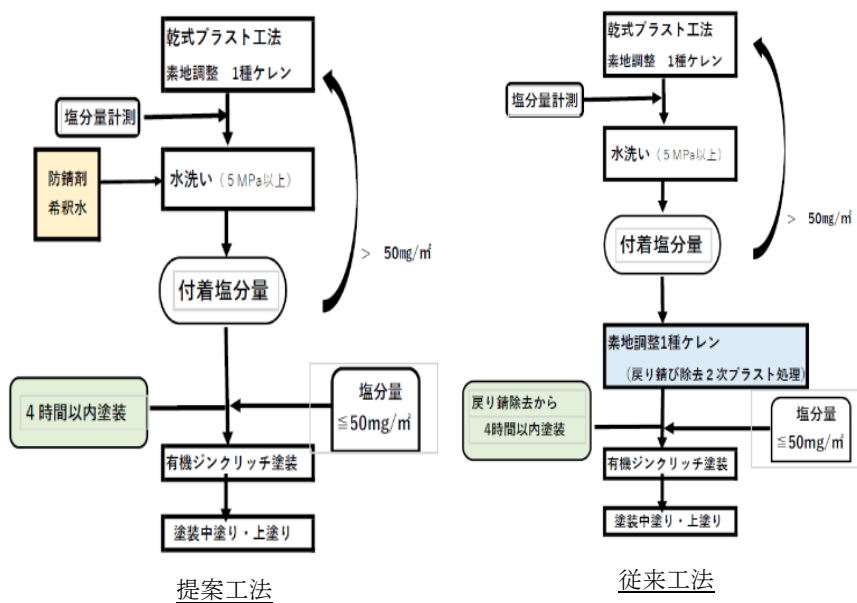 乾式ブラスト工法
素地調整 1種ケレン
塩分量計測
水洗い（5MPa以上）
防錆剤
希釈水
> 50mg/㎡
付着塩分量
塩分量
≦50mg/㎡
4時間以内塗装
有機ジンクリッチ塗装
塗装中塗り・上塗り
提案工法
乾式ブラスト工法
素地調整 1種ケレン
塩分量計測
水洗い（5MPa以上）
> 50mg/㎡
付着塩分量
素地調整1種ケレン
（戻り錆び除去2次ブラスト処理）
戻り錆除去から
4時間以内塗装
塩分量
≦50mg/㎡
有機ジンクリッチ塗装
塗装中塗り・上塗り
従来工法